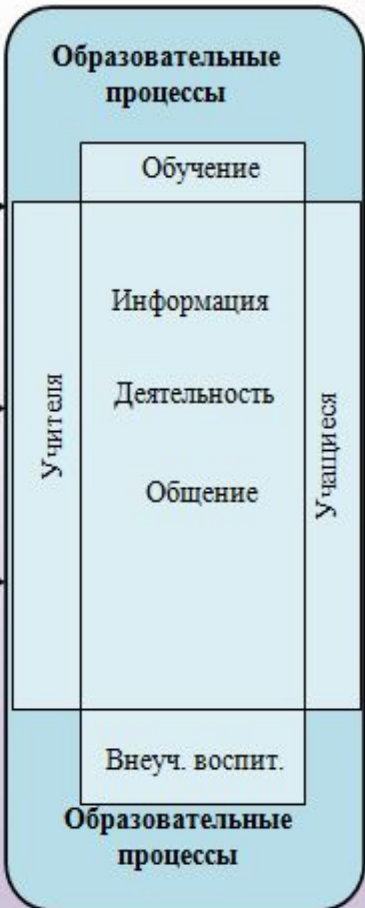 Образовательные
процессы
Обучение
Учителя
Информация
Деятельность
Общение
Учащиеся
Внеуч. воспит.
Образовательные
процессы